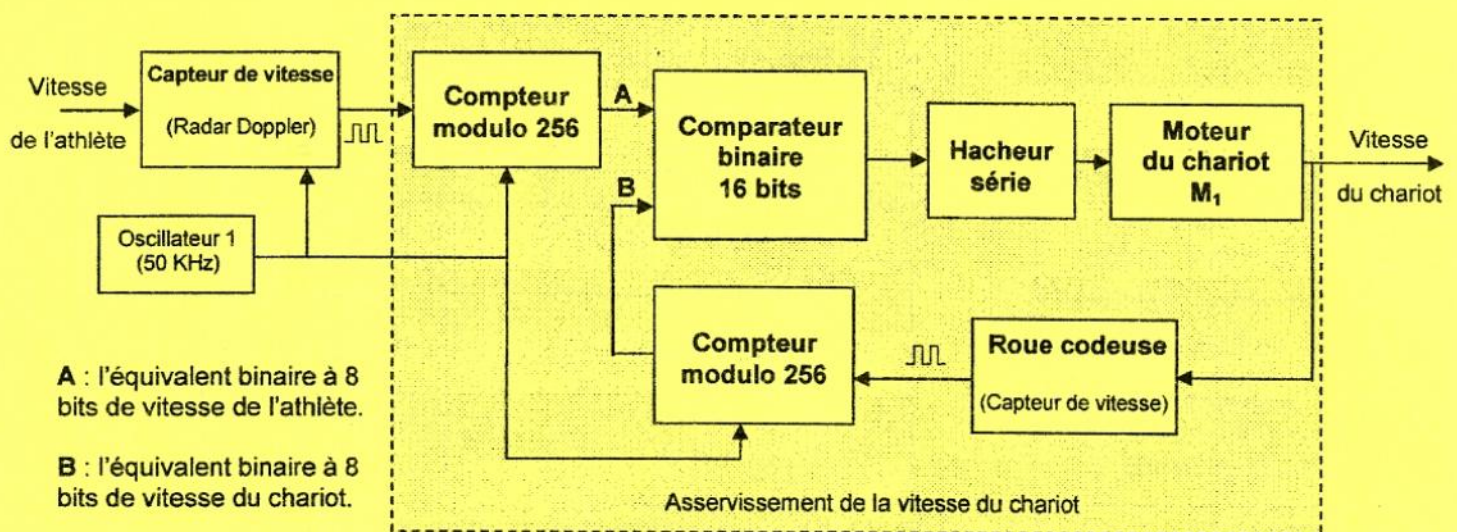 Vitesse
de l'athlète
Capteur de vitesse
(Radar Doppler)
Compteur
modulo 256
A
B
Comparateur
binaire
16 bits
Hacheur
série
Moteur
du chariot
M₁
Vitesse
du chariot
Oscillateur 1
(50 KHz)
Compteur
modulo 256
Roue codeuse
(Capteur de vitesse)
A : l'équivalent binaire à 8
bits de vitesse de l'athlète.
B : l'équivalent binaire à 8
bits de vitesse du chariot.
Asservissement de la vitesse du chariot